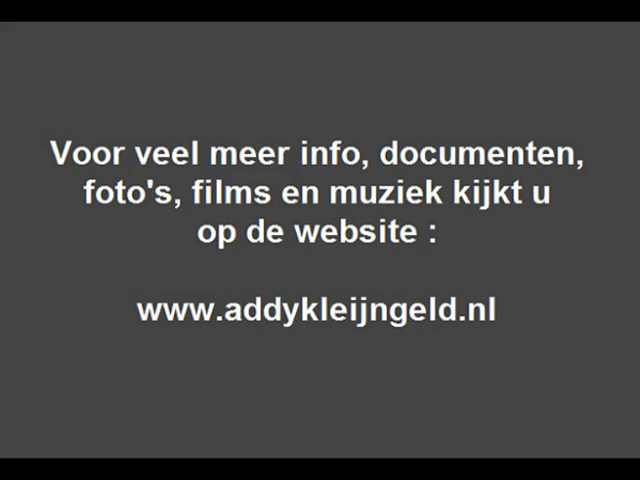 Voor veel meer info, documenten,
foto's, films en muziek kijkt u
op de website :
www.addykleijngeld.nl